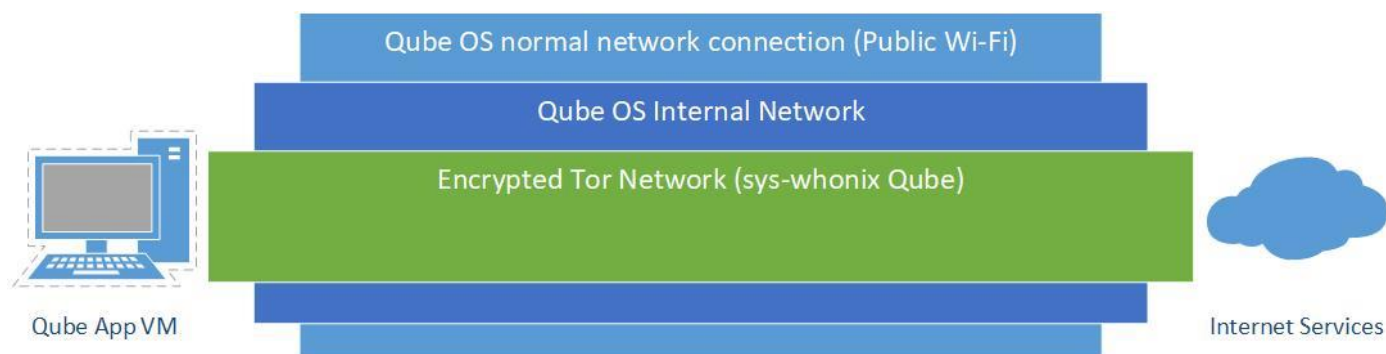 Qube OS normal network connection (Public Wi-Fi)
Qube OS Internal Network
Encrypted Tor Network (sys-whonix Qube)
Qube App VM
Internet Services